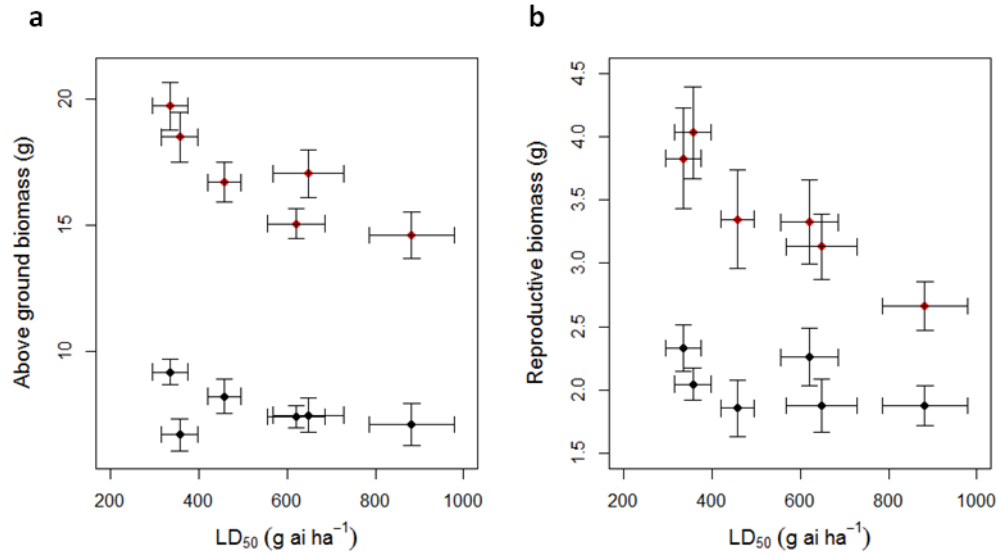 a
b
Above ground biomass (g)
20
15
10
200 400 600 800 1000
LD₅₀ (g ai ha⁻¹)
Reproductive biomass (g)
4.5
4.0
3.5
3.0
2.5
2.0
1.5
200 400 600 800 1000
LD₅₀ (g ai ha⁻¹)